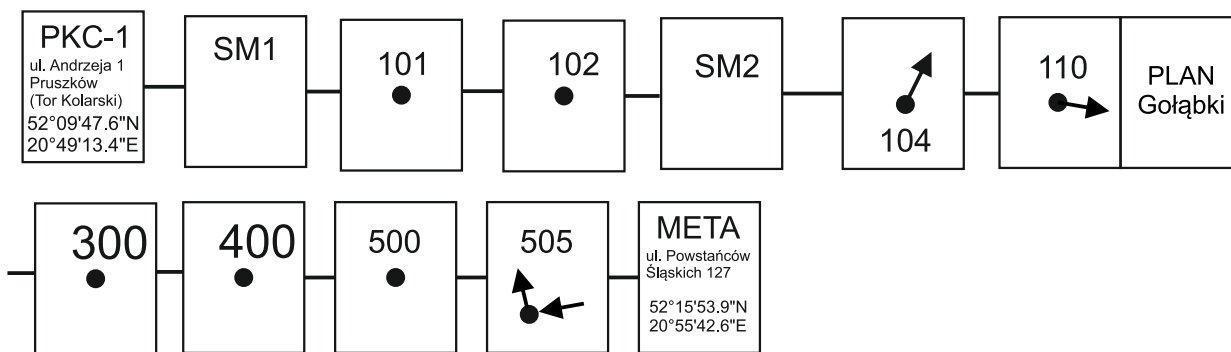 PKC-1
ul. Andrzeja 1
Pruszków
(Tor Kolarski)
52°09'47.6"N
20°49'13.4"E
SM1
101
102
SM2
104
110
PLAN
Gołąbki
300
400
500
505
META
ul. Powstańców
Śląskich 127
52°15'53.9"N
20°55'42.6"E